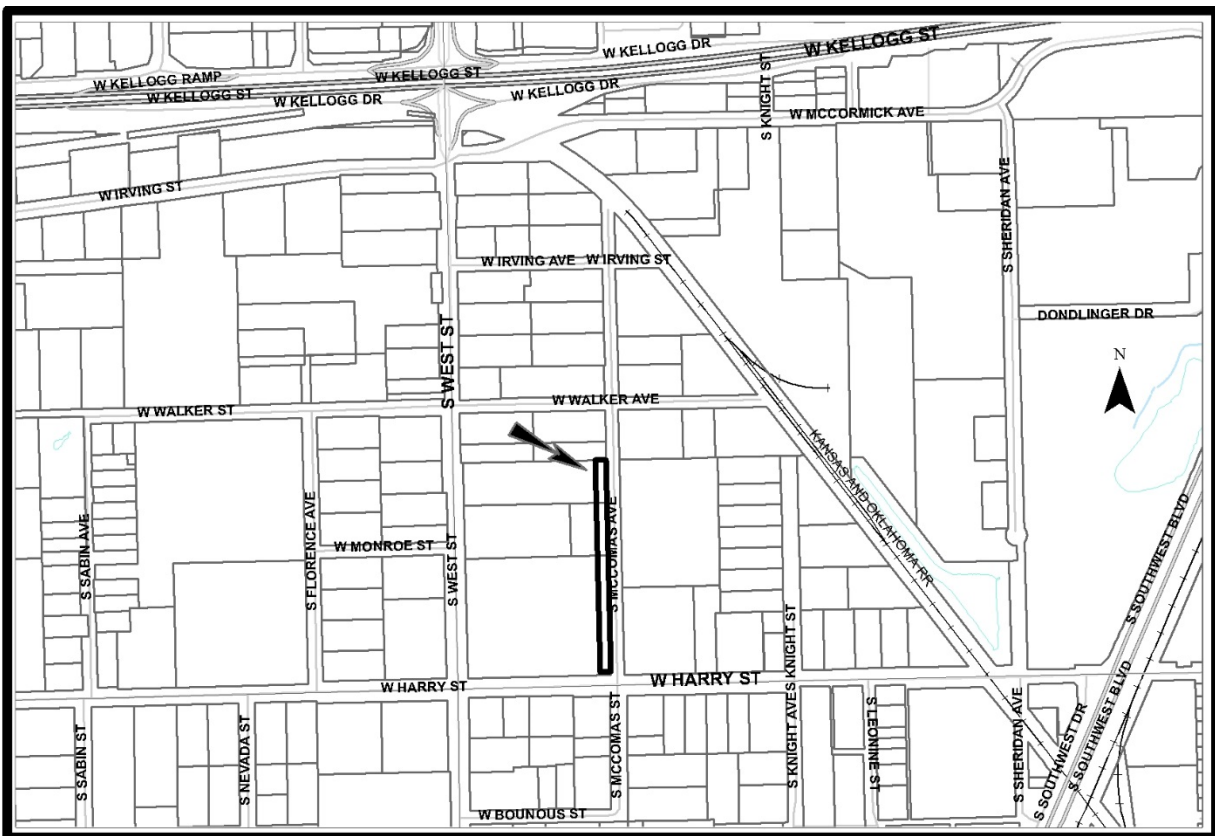 W KELLOGG DR
W KELLOGG ST
W KELLOGG RAMP
W KELLOGG ST
W KELLOGG ST
W KELLOGG DR
W KELLOGG DR
S KNIGHT ST
W MCCORMICK AVE
W IRVING ST
S SHERIDAN AVE
W IRVING AVE
W IRVING ST
DONDLINGER DR
S WEST ST
N
W WALKER ST
W WALKER AVE
KANSAS AND OKLAHOMA RR
S SABIN AVE
S FLORENCE AVE
W MONROE ST
S WEST ST
S MCCOMAS AVE
S KNIGHT ST
S SOUTHWEST BLVD
W HARRY ST
W HARRY ST
S SABIN ST
S NEVADA ST
S MCCOMAS ST
S KNIGHT AVE
S LEONINE ST
S SHERIDAN AVE
S SOUTHWEST DR
S SOUTHWEST BLVD
W BOUNOUS ST